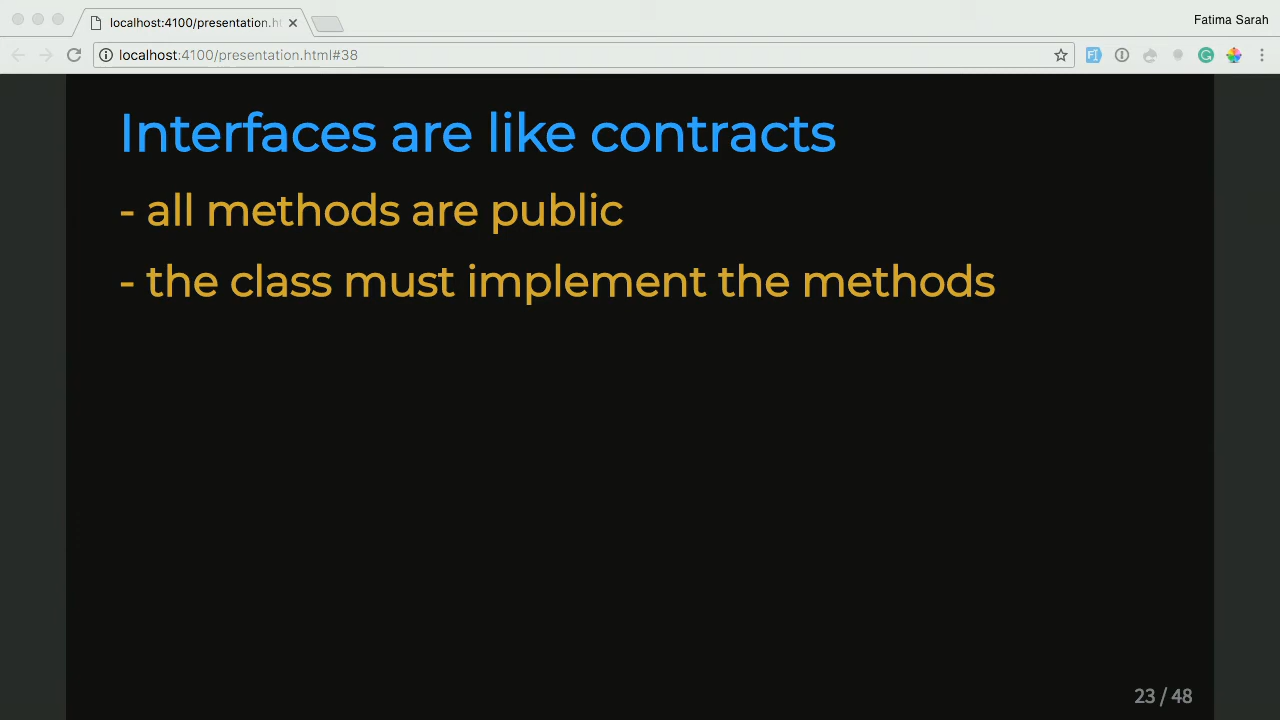 localhost:4100/presentation.ht
Fatima Sarah
localhost:4100/presentation.html#38
Interfaces are like contracts
- all methods are public
- the class must implement the methods
23 / 48